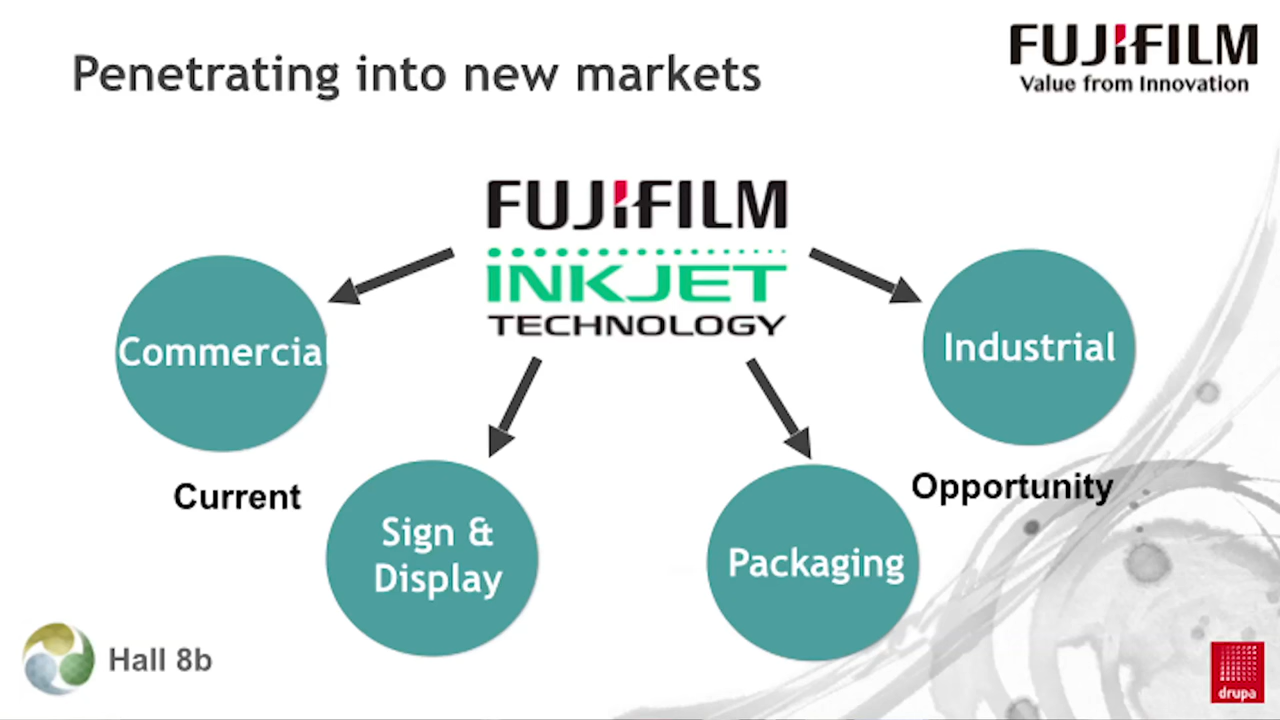 Penetrating into new markets
FUJIFILM
Value from Innovation
FUJIFILM
INKJET
TECHNOLOGY
Commercia
Industrial
Current
Opportunity
Sign &
Display
Packaging
Hall 8b
drupa